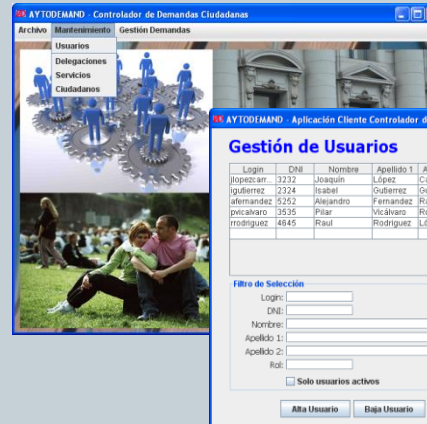 AYTODEMAND - Controlador de Demandas Ciudadanas
Archivo Mantenimiento Gestión Demandas
Usuarios
Delegaciones
Servicios
Ciudadanos
AYTODEMAND - Aplicación Cliente Controlador d
Gestión de Usuarios
Login DNI Nombre Apellido 1 A
jlopezcarr... 3232 Joaquín López
igutierrez 2324 Isabel Gutierrez
afernandez 5252 Alejandro Fernandez
pvicalvaro 3535 Pilar Vicálvaro
rrodriguez 4645 Raul Rodriguez
Filtro de Selección
Login:
DNI:
Nombre:
Apellido 1:
Apellido 2:
Rol:
Solo usuarios activos
Alta Usuario Baja Usuario